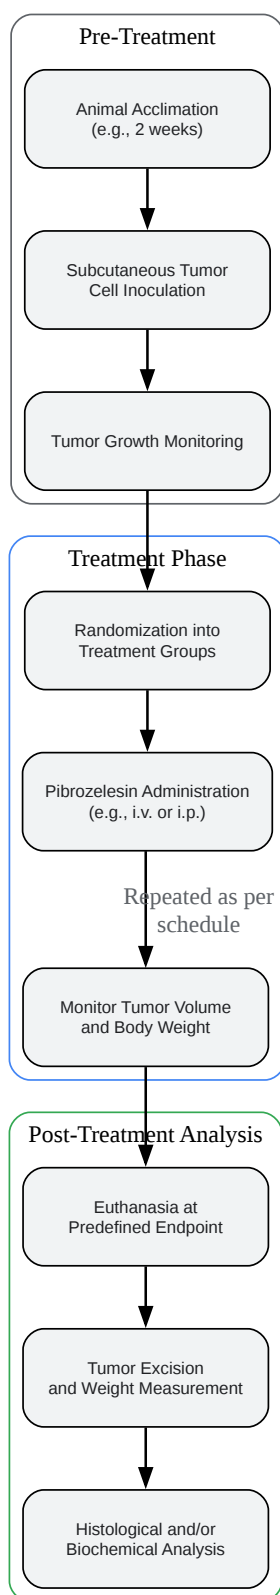 Pre-Treatment
Animal Acclimation
(e.g., 2 weeks)
Subcutaneous Tumor
Cell Inoculation
Tumor Growth Monitoring
Treatment Phase
Randomization into
Treatment Groups
Pibrozelesin Administration
(e.g., i.v. or i.p.)
Repeated as per
schedule
Monitor Tumor Volume
and Body Weight
Post-Treatment Analysis
Euthanasia at
Predefined Endpoint
Tumor Excision
and Weight Measurement
Histological and/or
Biochemical Analysis